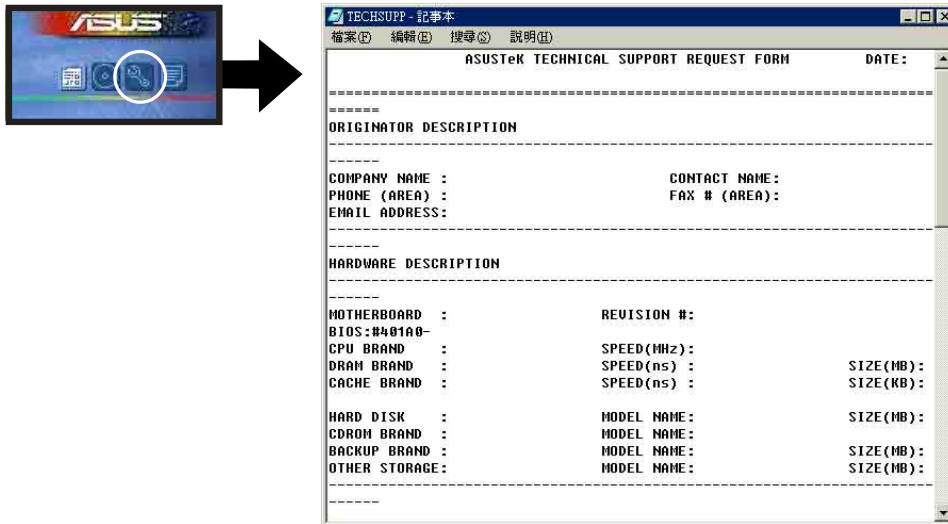 ASUS
TECHSUPP - 記事本
檔案(F) 編輯(E) 搜尋(S) 說明(H)
ASUSTeK TECHNICAL SUPPORT REQUEST FORM DATE:
================================================================================
======
ORIGINATOR DESCRIPTION
--------------------------------------------------------------------------------
------
COMPANY NAME : CONTACT NAME:
PHONE (AREA) : FAX # (AREA):
EMAIL ADDRESS:
--------------------------------------------------------------------------------
------
HARDWARE DESCRIPTION
--------------------------------------------------------------------------------
------
MOTHERBOARD : REVISION #:
BIOS:#401A0-
CPU BRAND : SPEED(MHz):
DRAM BRAND : SPEED(ns) : SIZE(MB):
CACHE BRAND : SPEED(ns) : SIZE(KB):
HARD DISK : MODEL NAME: SIZE(MB):
CDROM BRAND : MODEL NAME:
BACKUP BRAND : MODEL NAME: SIZE(MB):
OTHER STORAGE: MODEL NAME: SIZE(MB):
--------------------------------------------------------------------------------
------